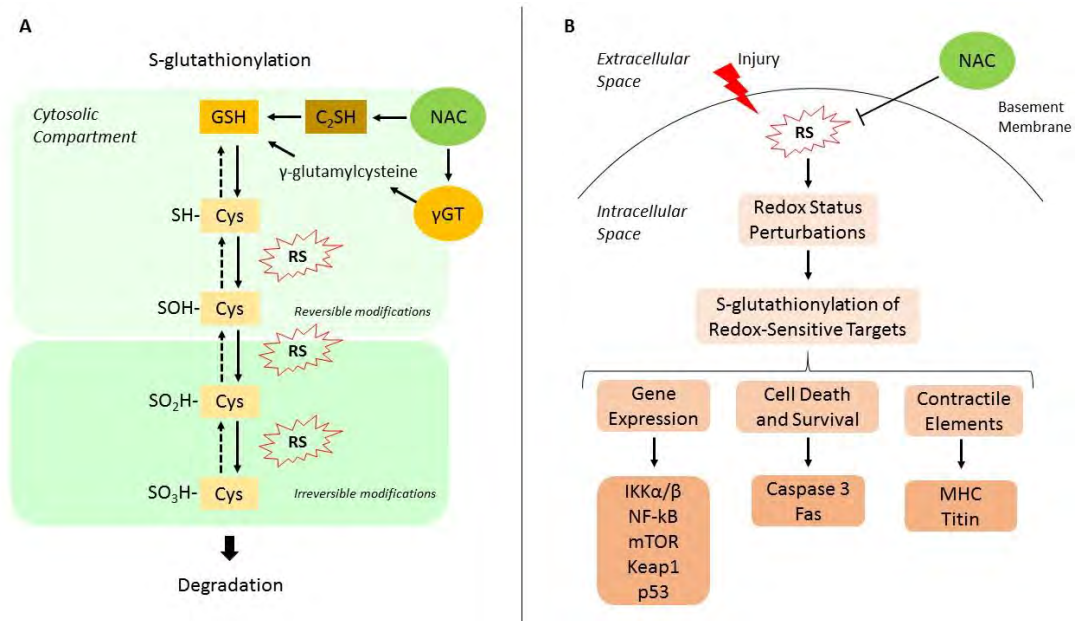 A
S-glutathionylation
Cytosolic
Compartment
GSH
C₂SH
NAC
γ-glutamylcysteine
γGT
SH- Cys
RS
SOH- Cys
Reversible modifications
RS
SO₂H- Cys
RS
SO₃H- Cys
Irreversible modifications
Degradation
B
Extracellular
Space
Injury
NAC
Basement
Membrane
RS
Intracellular
Space
Redox Status
Perturbations
S-glutathionylation of
Redox-Sensitive Targets
Gene
Expression
Cell Death
and Survival
Contractile
Elements
IKKα/β
NF-kB
mTOR
Keap1
p53
Caspase 3
Fas
MHC
Titin